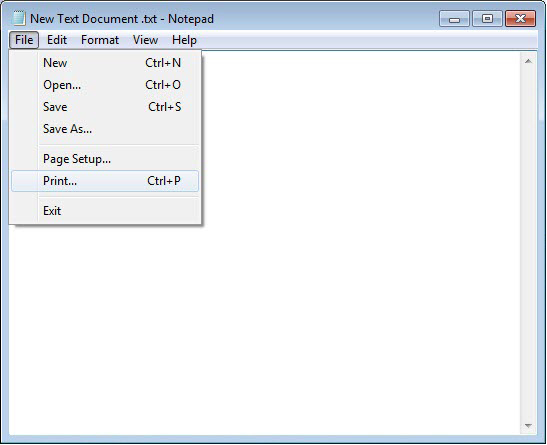 New Text Document .txt - Notepad
File Edit Format View Help
New Ctrl+N
Open... Ctrl+O
Save Ctrl+S
Save As...
Page Setup...
Print... Ctrl+P
Exit